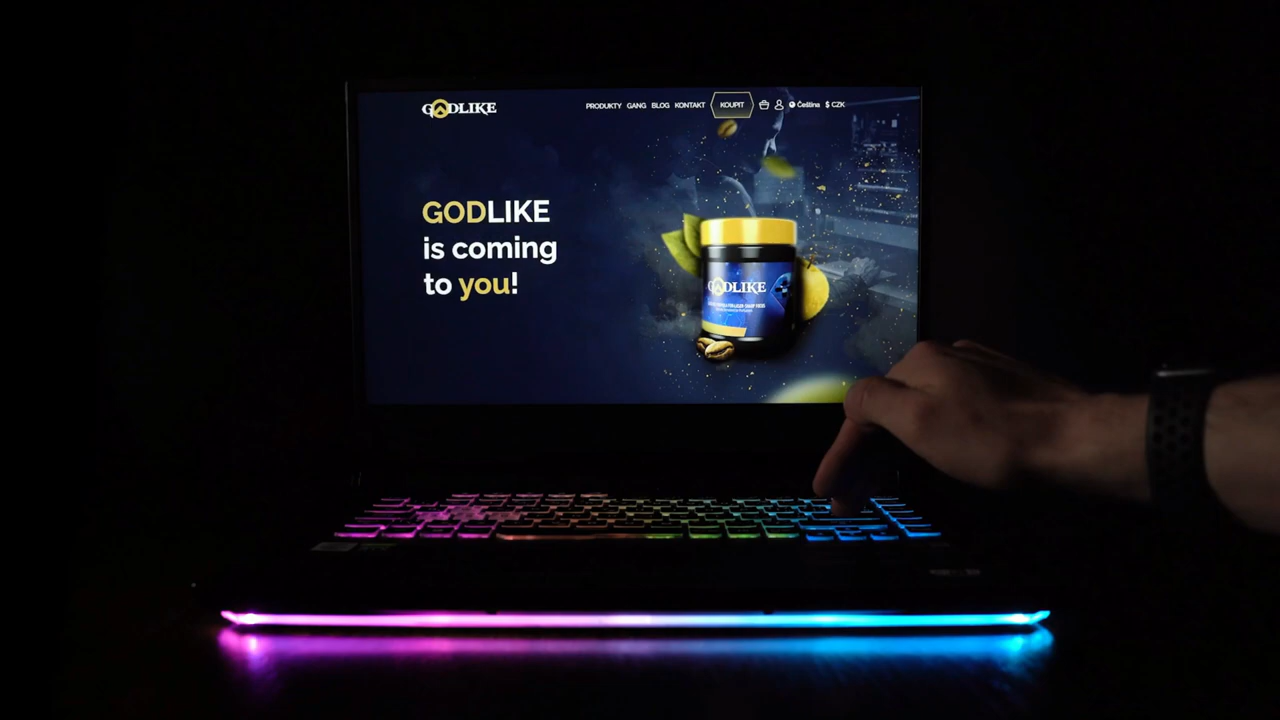 GODLIKE
PRODUKTY GANG BLOG KONTAKT KOUPIT Čeština $ CZK
GODLIKE
is coming
to you!
GODLIKE